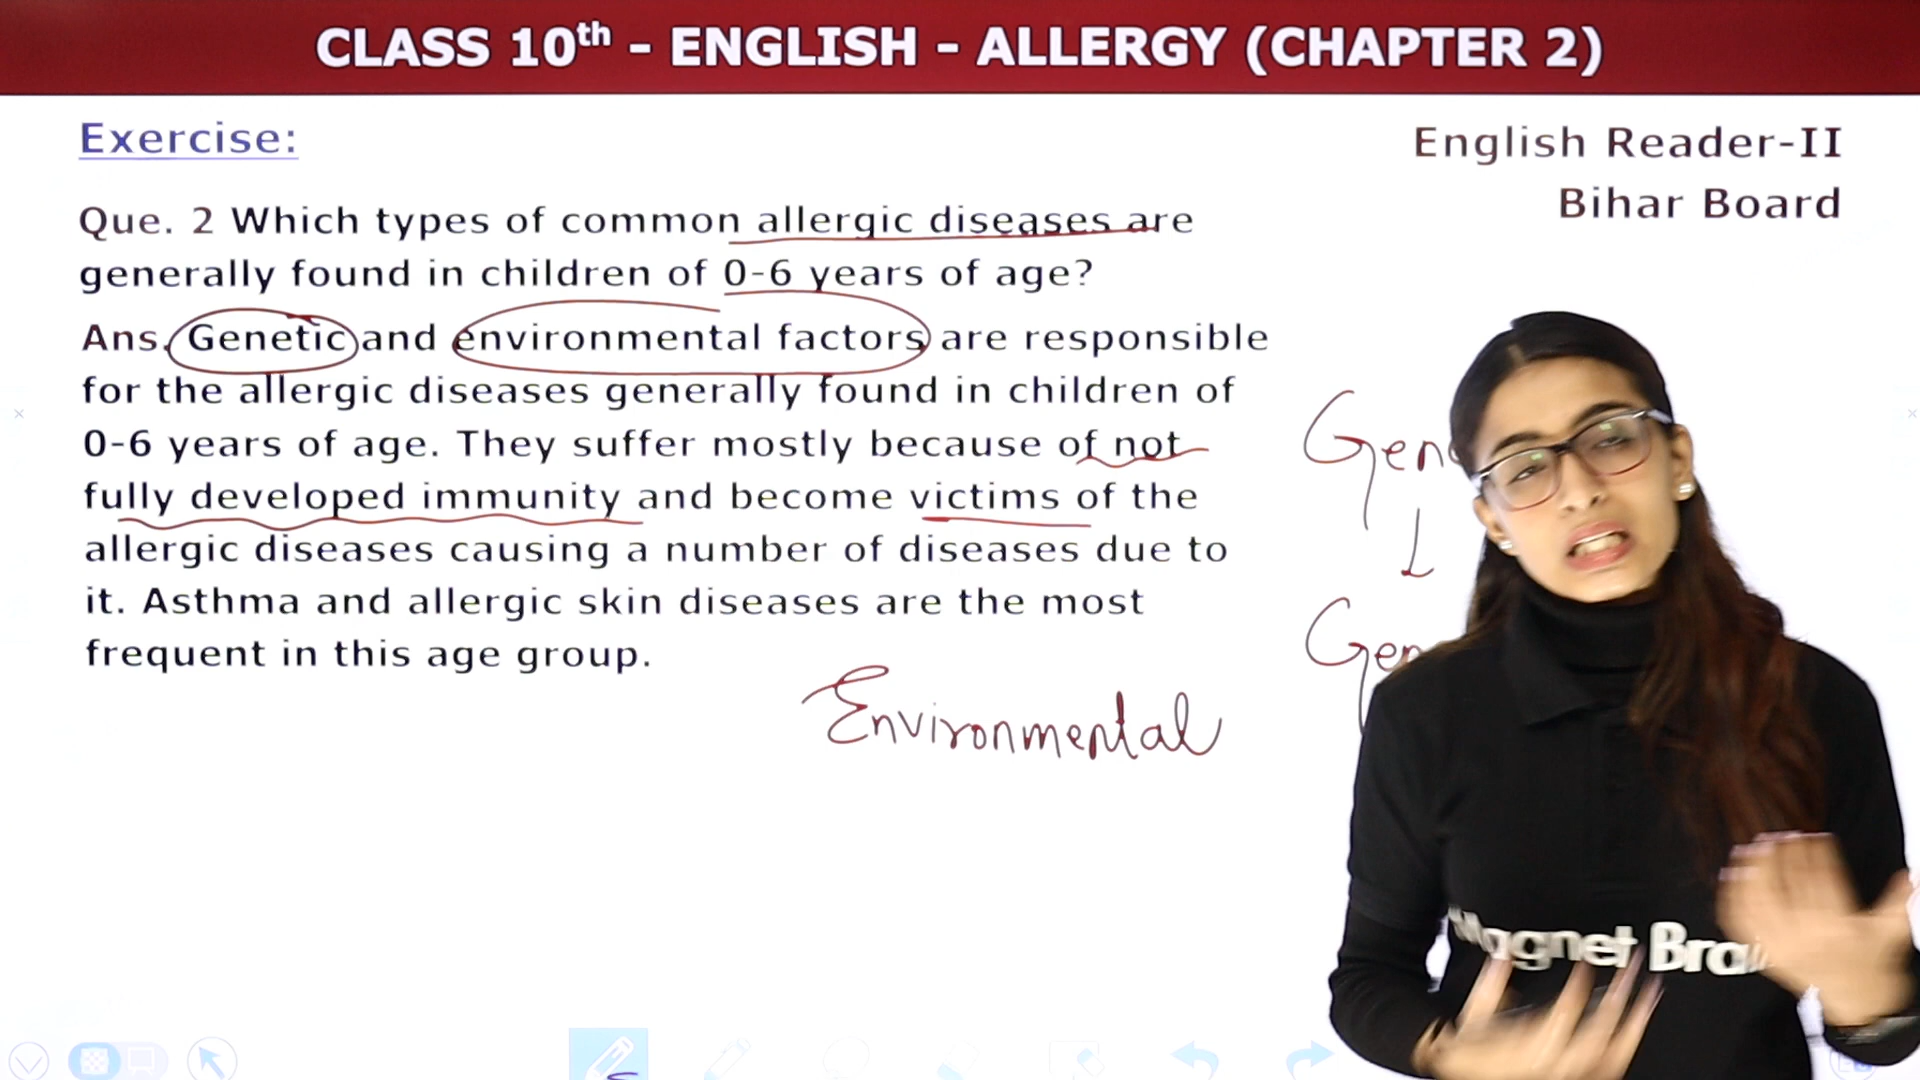 CLASS 10th - ENGLISH - ALLERGY (CHAPTER 2)
Exercise:
English Reader-II
Bihar Board
Que. 2 Which types of common allergic diseases are
generally found in children of 0-6 years of age?
Ans. Genetic and environmental factors are responsible
for the allergic diseases generally found in children of
0-6 years of age. They suffer mostly because of not
fully developed immunity and become victims of the
allergic diseases causing a number of diseases due to
it. Asthma and allergic skin diseases are the most
frequent in this age group.
Environmental
Magnet